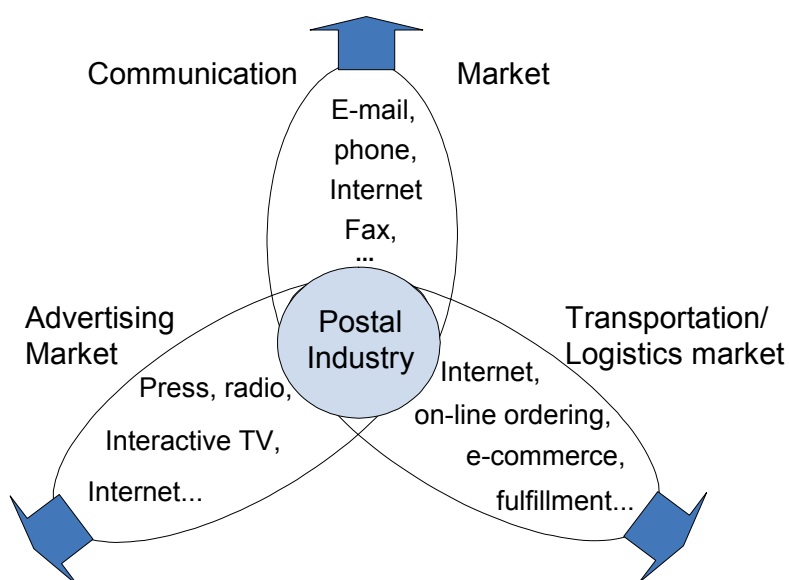 Communication Market
E-mail,
phone,
Internet
Fax,
...
Advertising
Market
Postal
Industry
Transportation/
Logistics market
Press, radio,
Interactive TV,
Internet...
Internet,
on-line ordering,
e-commerce,
fulfillment...